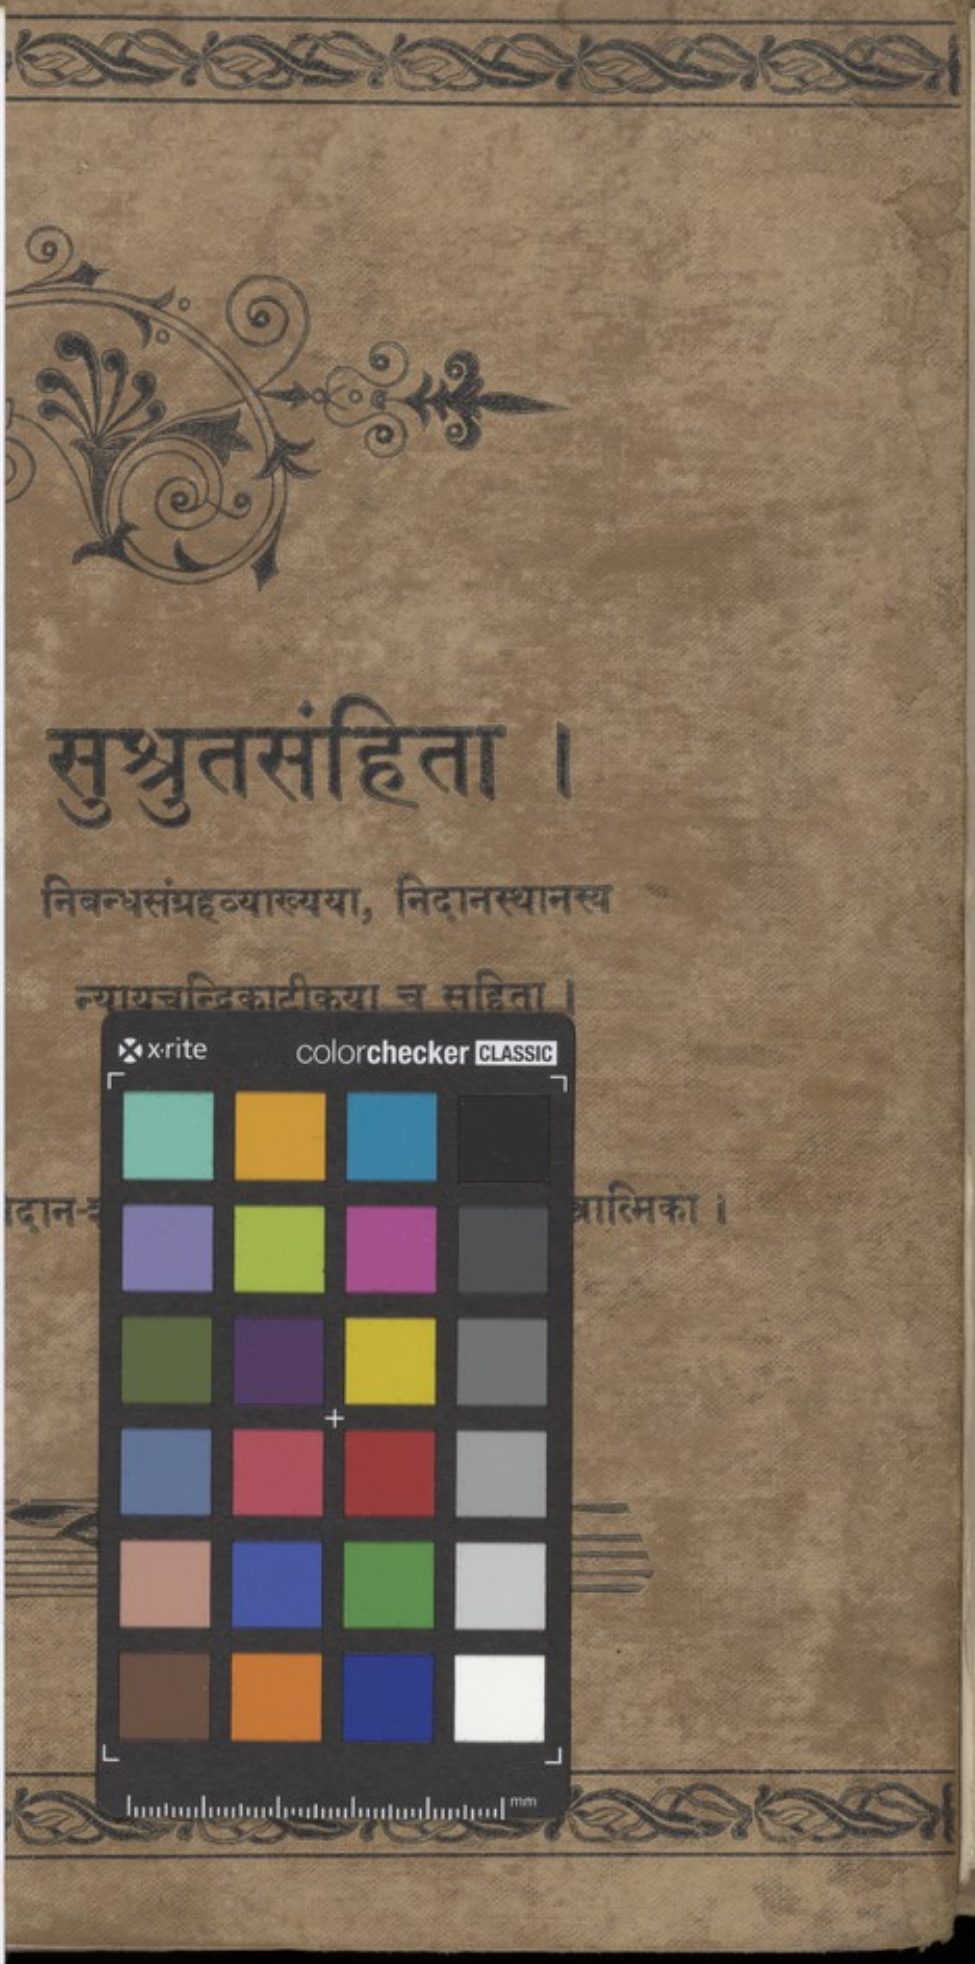 सुश्रुतसंहिता ।
निबन्धसंग्रहव्याख्यया, निदानस्थानस्य
न्यायचन्द्रिकाटीकया च सहिता ।
x·rite colorchecker CLASSIC
mm